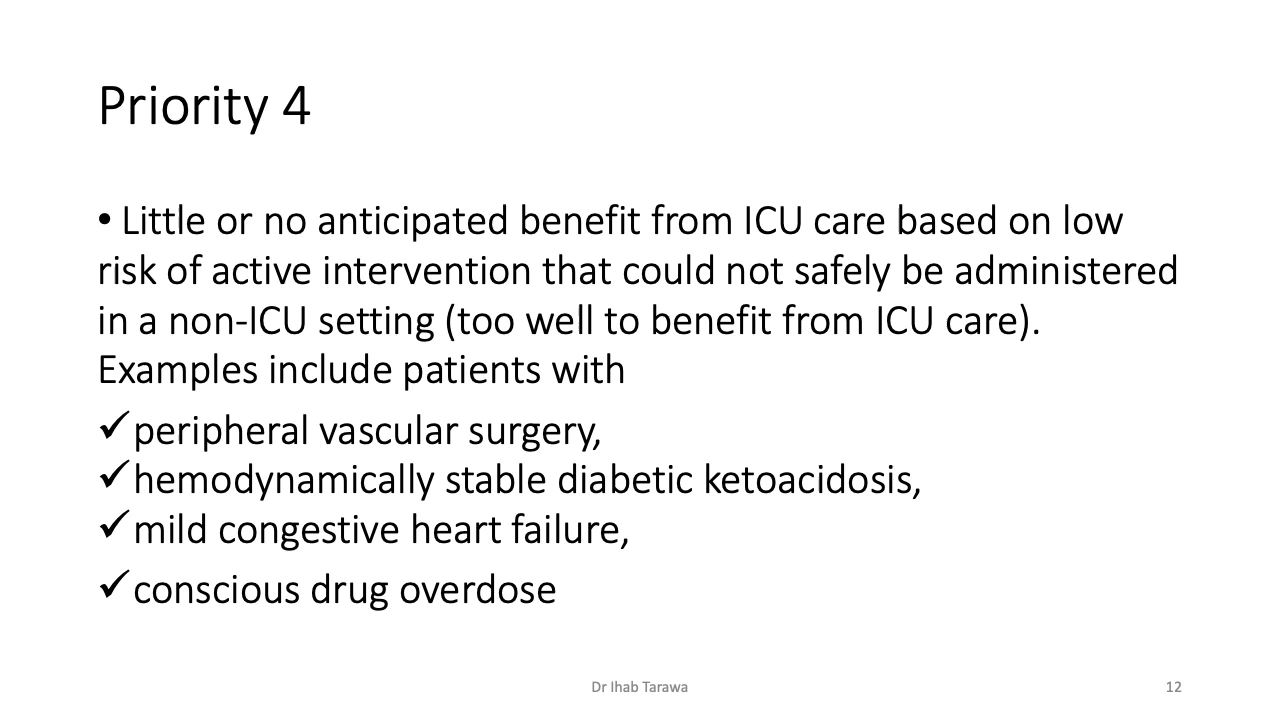 Priority 4
• Little or no anticipated benefit from ICU care based on low
risk of active intervention that could not safely be administered
in a non-ICU setting (too well to benefit from ICU care).
Examples include patients with
✓peripheral vascular surgery,
✓hemodynamically stable diabetic ketoacidosis,
✓mild congestive heart failure,
✓conscious drug overdose
Dr Ihab Tarawa
12